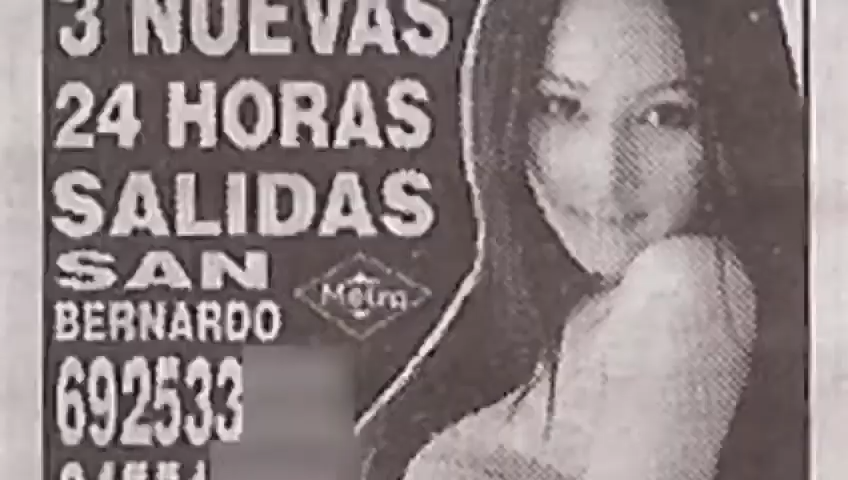 3 NUEVAS
24 HORAS
SALIDAS
SAN
BERNARDO
Metro
692533